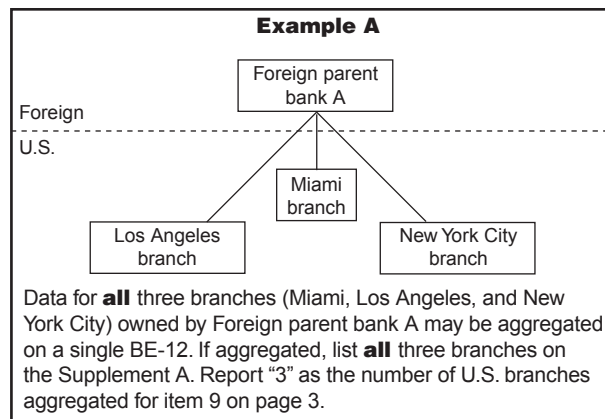 Example A
Foreign parent
bank A
Foreign
U.S.
Miami
branch
Los Angeles
branch
New York City
branch
Data for all three branches (Miami, Los Angeles, and New
York City) owned by Foreign parent bank A may be aggregated
on a single BE-12. If aggregated, list all three branches on
the Supplement A. Report “3” as the number of U.S. branches
aggregated for item 9 on page 3.